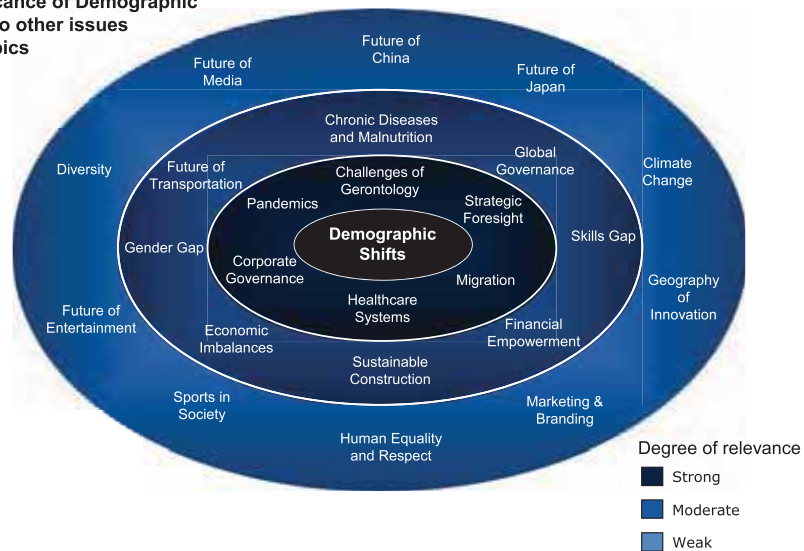 cance of Demographic
o other issues
pics
Future of
China
Future of
Media
Future of
Japan
Chronic Diseases
and Malnutrition
Diversity
Future of
Transportation
Global
Governance
Climate
Change
Challenges of
Gerontology
Pandemics
Strategic
Foresight
Demographic
Shifts
Gender Gap
Skills Gap
Corporate
Governance
Migration
Geography
of
Innovation
Healthcare
Systems
Future of
Entertainment
Economic
Imbalances
Financial
Empowerment
Sustainable
Construction
Sports in
Society
Marketing &
Branding
Human Equality
and Respect
Degree of relevance
Strong
Moderate
Weak